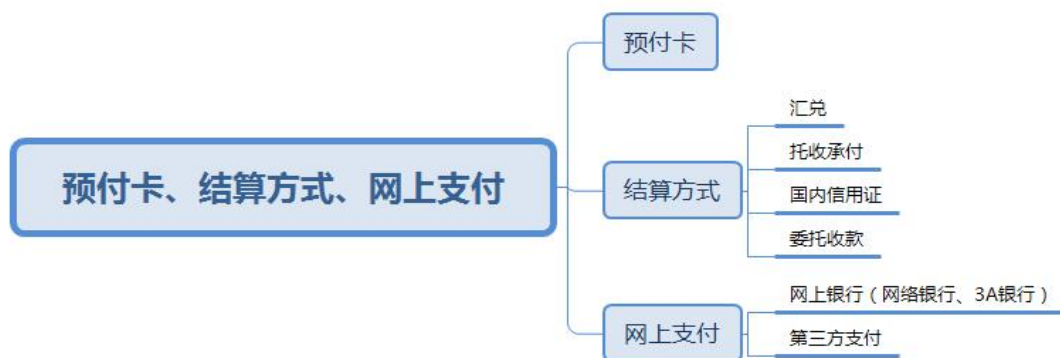 预付卡、结算方式、网上支付
预付卡
结算方式
汇兑
托收承付
国内信用证
委托收款
网上支付
网上银行（网络银行、3A银行）
第三方支付